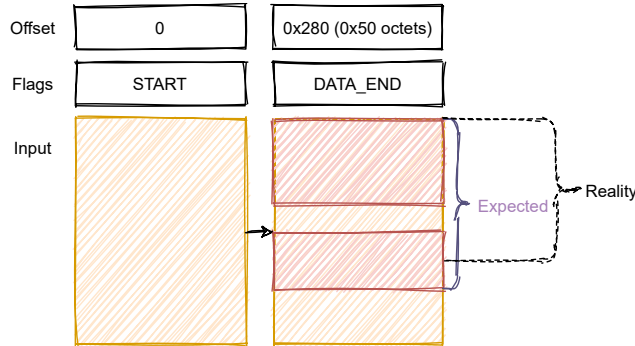 Offset
0
0x280 (0x50 octets)
Flags
START
DATA_END
Input
Expected
Reality